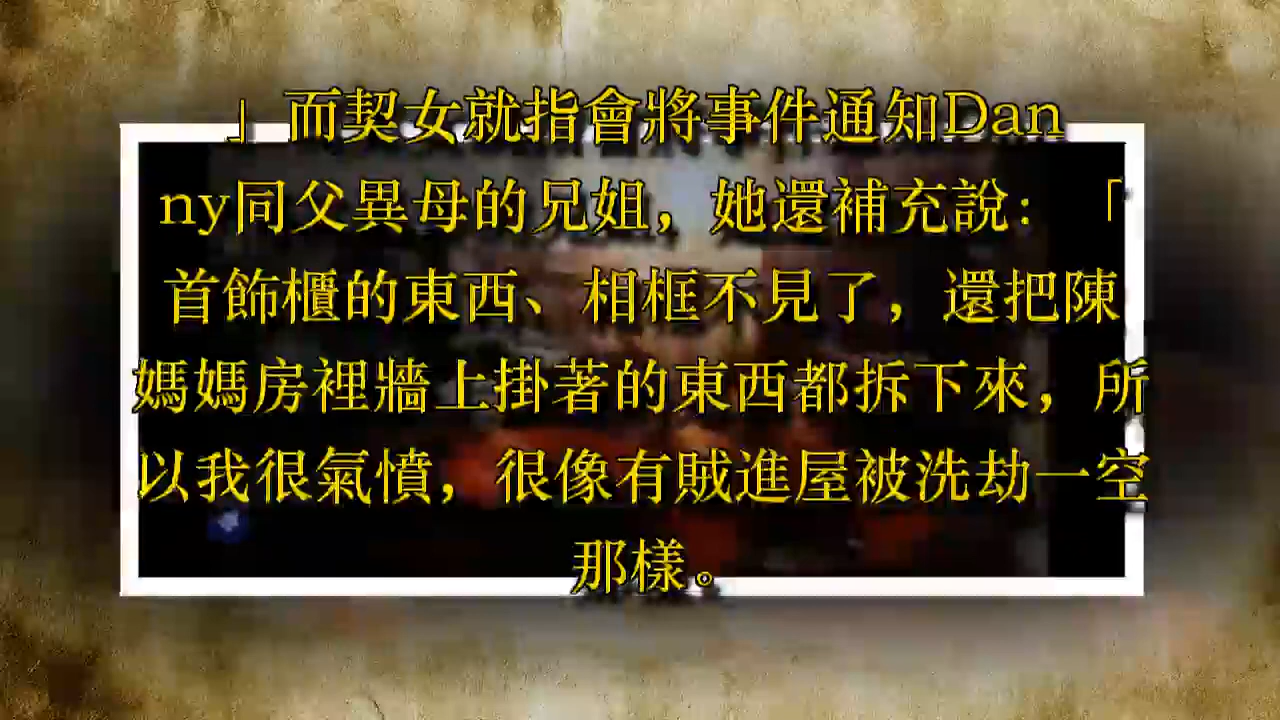 」而契女就指會將事件通知Dan
ny同父異母的兄姐，她還補充說：「
首飾櫃的東西、相框不見了，還把陳
媽媽房裡牆上掛著的東西都拆下來，所
以我很氣憤，很像有賊進屋被洗劫一空
那樣。